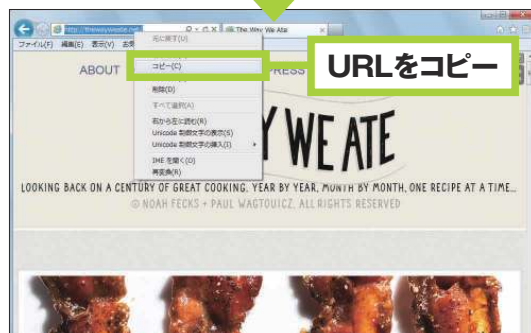 http://thewayweate.net
The Way We Ate
ファイル(F) 編集(E) 表示(V)
元に戻す(U)
コピー(C)
削除(D)
すべて選択(A)
右から左に読む(R)
Unicode 制御文字の表示(S)
Unicode 制御文字の挿入(I)
IME を開く(O)
再変換(R)
URLをコピー
ABOUT
PRESS
WE ATE
LOOKING BACK ON A CENTURY OF GREAT COOKING, YEAR BY YEAR, MONTH BY MONTH, ONE RECIPE AT A TIME...
© NOAH FECKS + PAUL WAGTOUICZ, ALL RIGHTS RESERVED